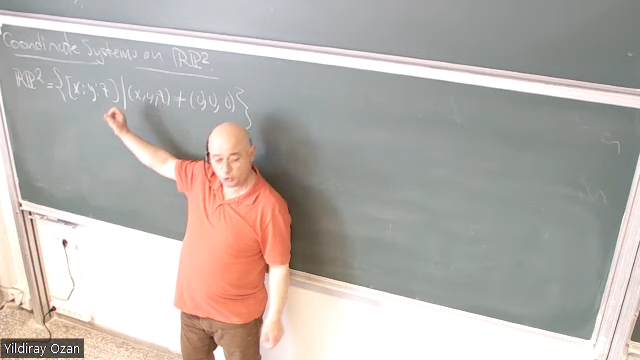 Coordinate Systems on RP²
RP² = { [x:y:z] | (x,y,z) ≠ (0,0,0) }
Yildiray Ozan